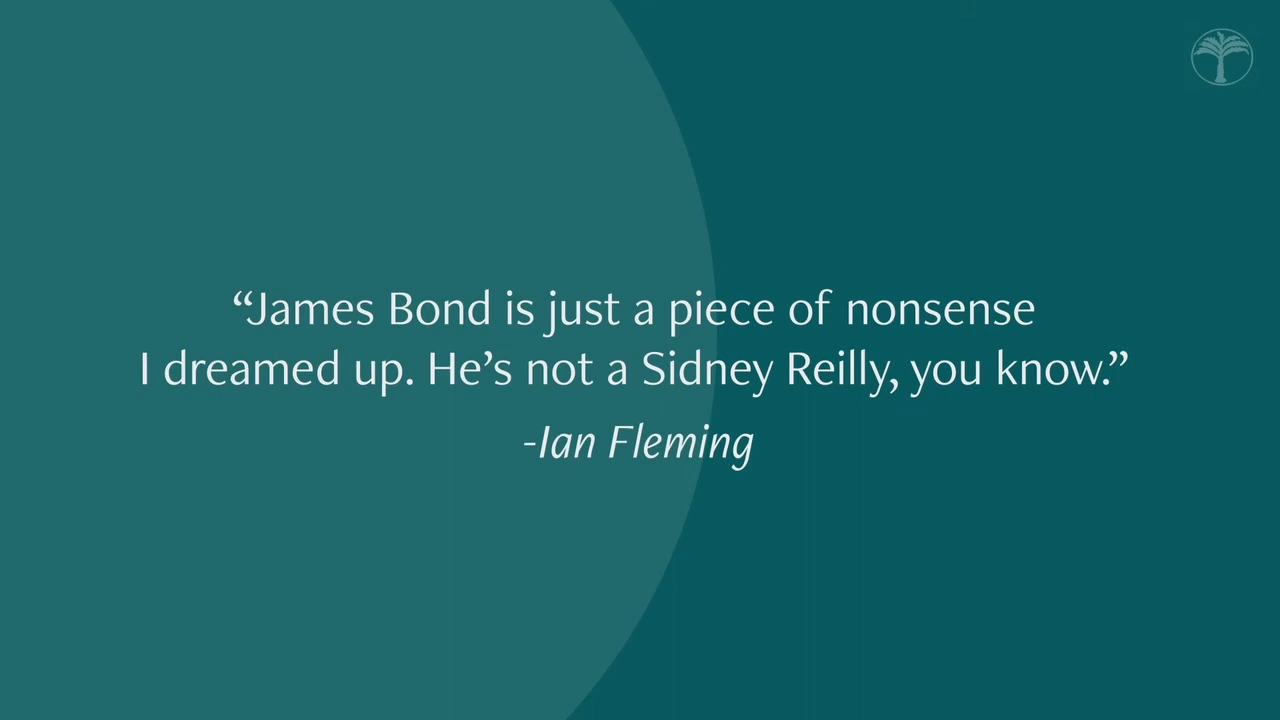 “James Bond is just a piece of nonsense
I dreamed up. He’s not a Sidney Reilly, you know.”
-Ian Fleming